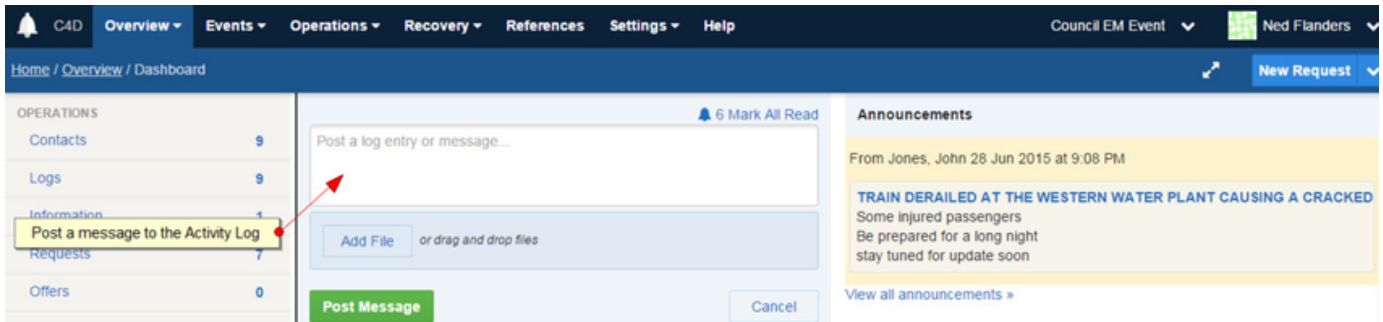 C4D Overview Events Operations Recovery References Settings Help Council EM Event Ned Flanders
Home / Overview / Dashboard New Request
OPERATIONS
Contacts 9
Logs 9
Information 1
Post a message to the Activity Log
Requests 7
Offers 0
6 Mark All Read
Post a log entry or message...
Add File or drag and drop files
Post Message Cancel
Announcements
From Jones, John 28 Jun 2015 at 9:08 PM
TRAIN DERAILED AT THE WESTERN WATER PLANT CAUSING A CRACKED
Some injured passengers
Be prepared for a long night
stay tuned for update soon
View all announcements »